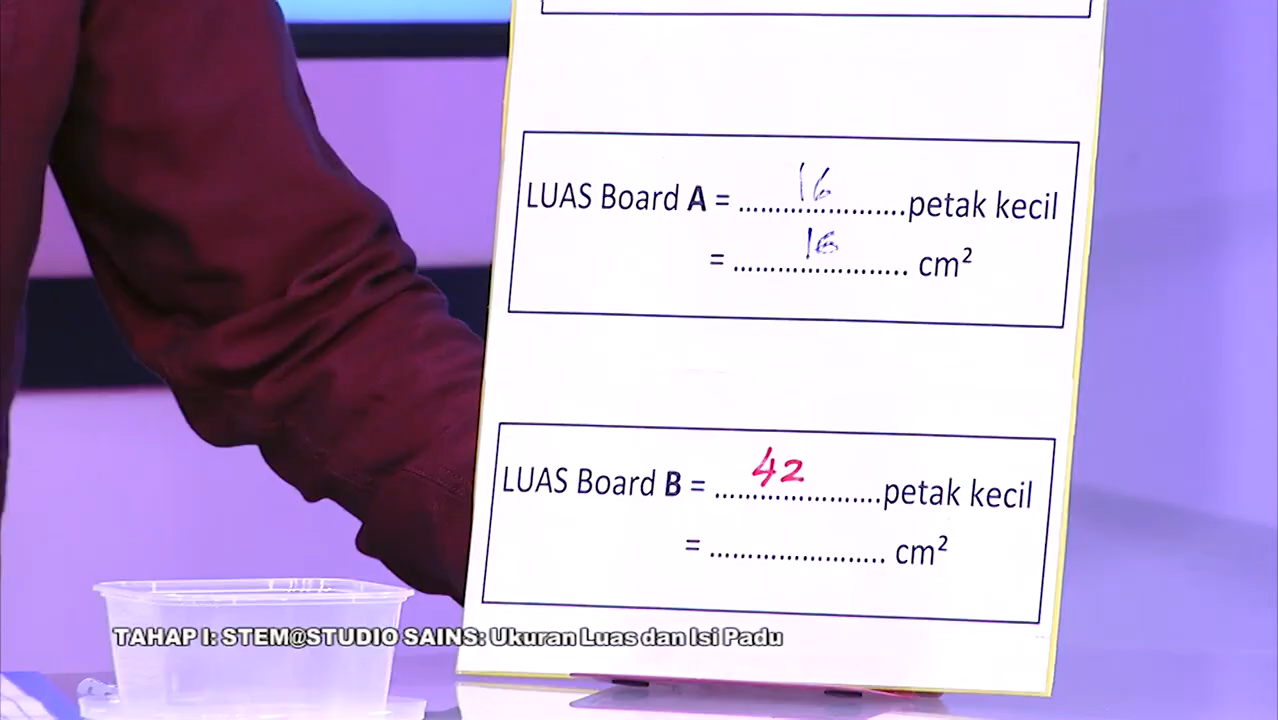 LUAS Board A = 16 petak kecil
= 16 cm²
LUAS Board B = 42 petak kecil
= ........................ cm²
TAHAP I: STEM@STUDIO SAINS: Ukuran Luas dan Isi Padu